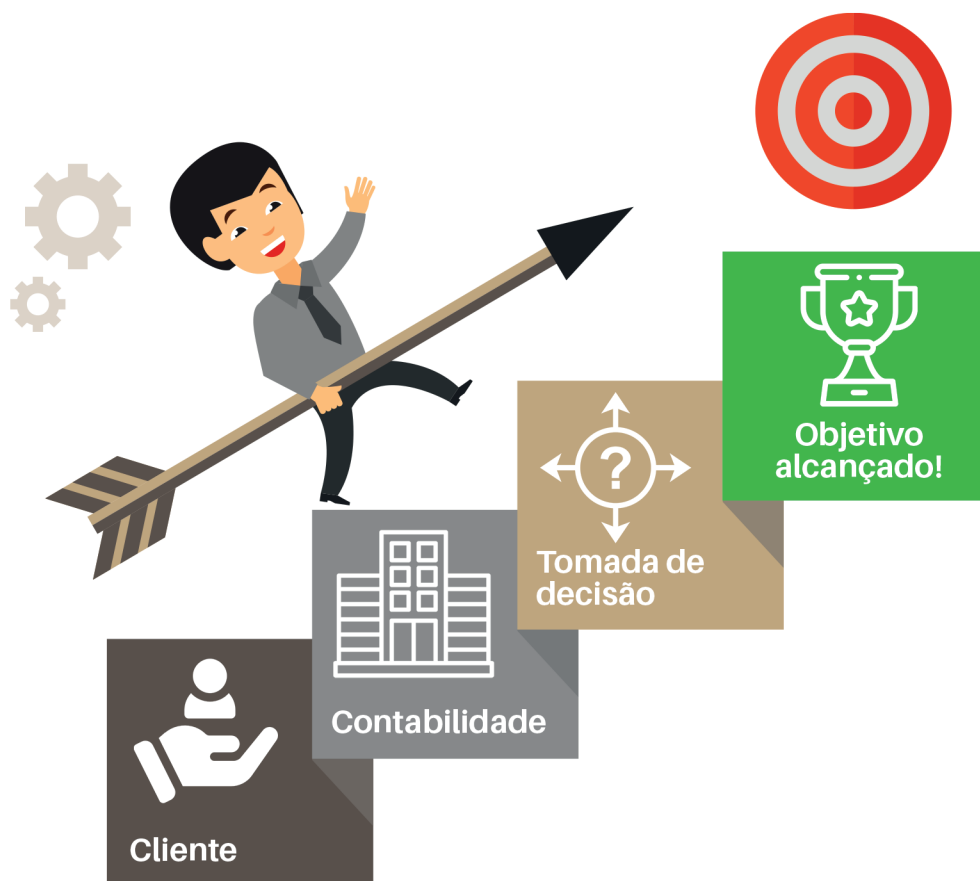 Cliente
Contabilidade
?
Tomada de
decisão
Objetivo
alcançado!